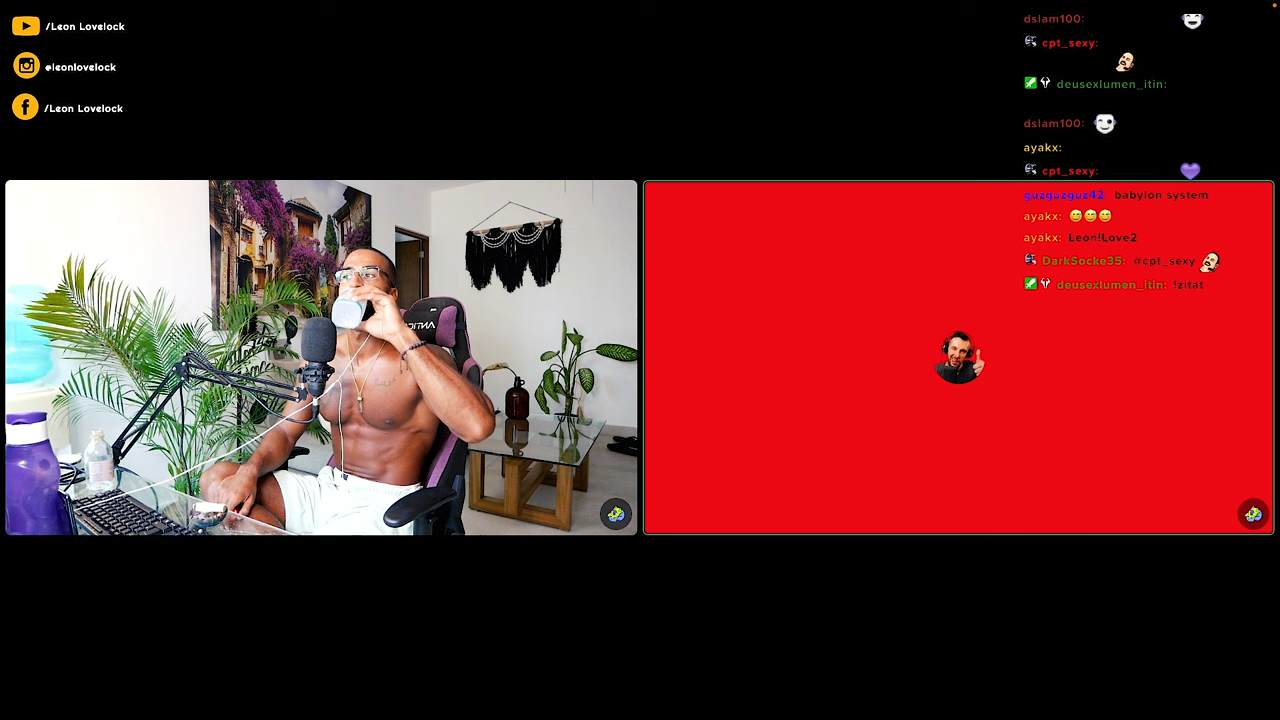 /Leon Lovelock
@leonlovelock
/Leon Lovelock
dslam100:
cpt_sexy:
deusexlumen_itin:
dslam100:
ayakx:
cpt_sexy:
guzguzguz42 babylon system
ayakx: 😅😅😅
ayakx: Leon!Love2
DarkSocke35: @cpt_sexy
deusexlumen_itin: !zitat